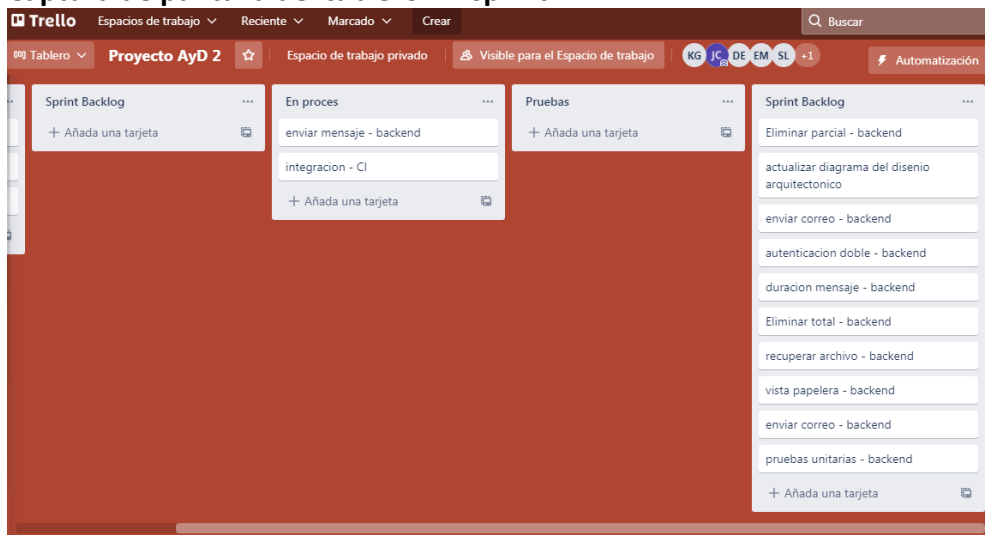 Trello Espacios de trabajo Reciente Marcado Crear Buscar
Tablero Proyecto AyD 2 Espacio de trabajo privado Visible para el Espacio de trabajo KG JC DE EM SL +1 Automatización
Sprint Backlog
+ Añada una tarjeta
En proces
enviar mensaje - backend
integracion - CI
+ Añada una tarjeta
Pruebas
+ Añada una tarjeta
Sprint Backlog
Eliminar parcial - backend
actualizar diagrama del disenio
arquitectonico
enviar correo - backend
autenticacion doble - backend
duracion mensaje - backend
Eliminar total - backend
recuperar archivo - backend
vista papelera - backend
enviar correo - backend
pruebas unitarias - backend
+ Añada una tarjeta